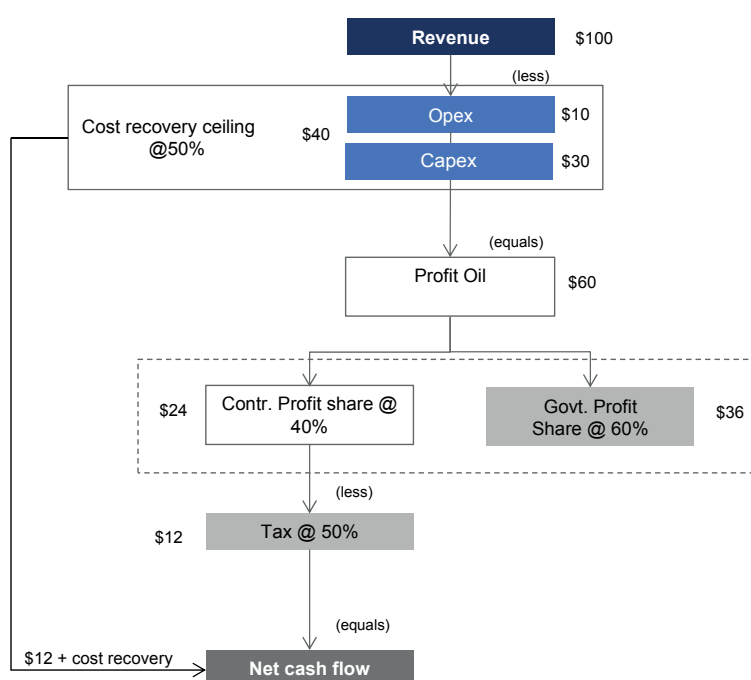 Revenue
$100
(less)
Cost recovery ceiling
@50%
$40
Opex
$10
Capex
$30
(equals)
Profit Oil
$60
$24
Contr. Profit share @
40%
Govt. Profit
Share @ 60%
$36
(less)
$12
Tax @ 50%
(equals)
$12 + cost recovery
Net cash flow